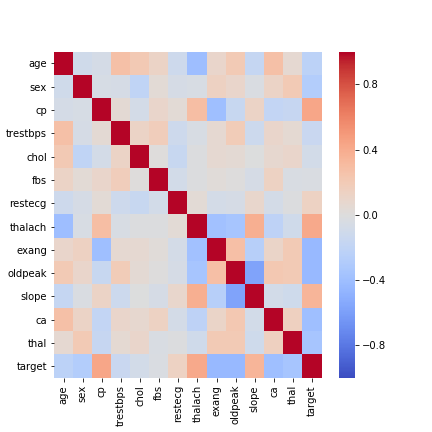 age
sex
cp
trestbps
chol
fbs
restecg
thalach
exang
oldpeak
slope
ca
thal
target
age
sex
cp
trestbps
chol
fbs
restecg
thalach
exang
oldpeak
slope
ca
thal
target
0.8
0.4
0.0
−0.4
−0.8